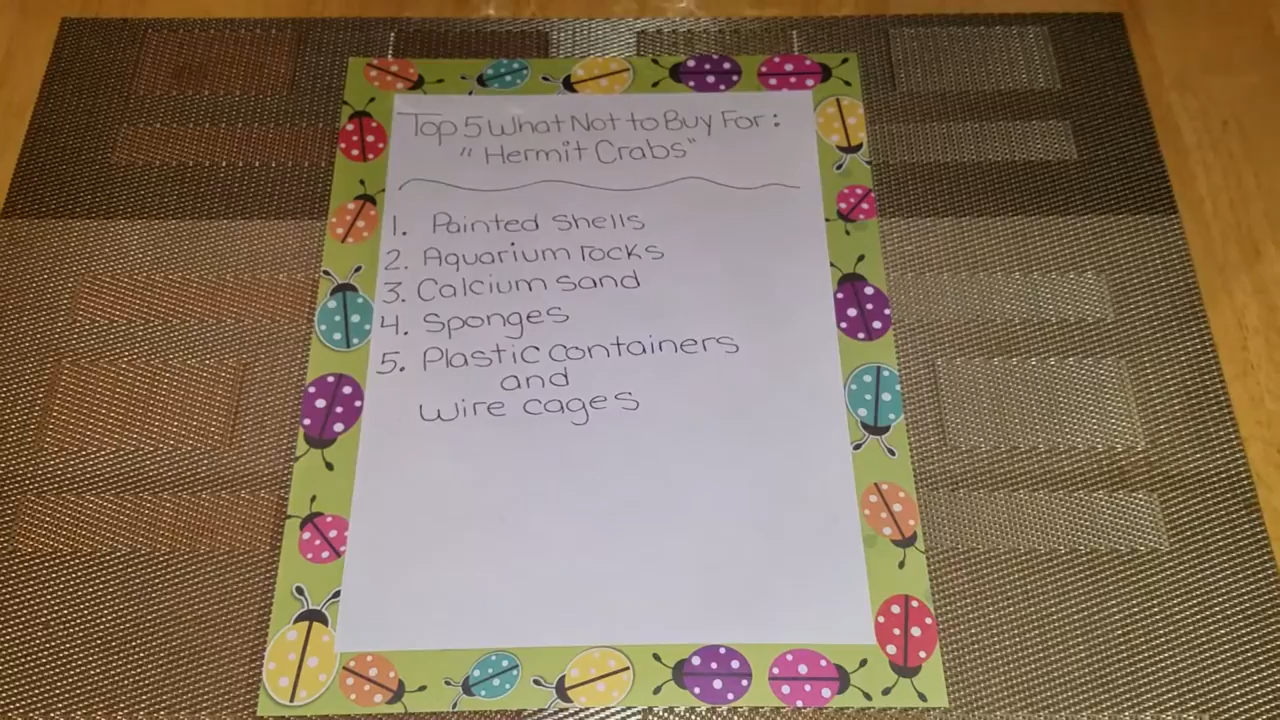 Top 5 What Not to Buy For:
"Hermit Crabs"
1. Painted Shells
2. Aquarium rocks
3. Calcium sand
4. Sponges
5. Plastic containers
and
wire cages